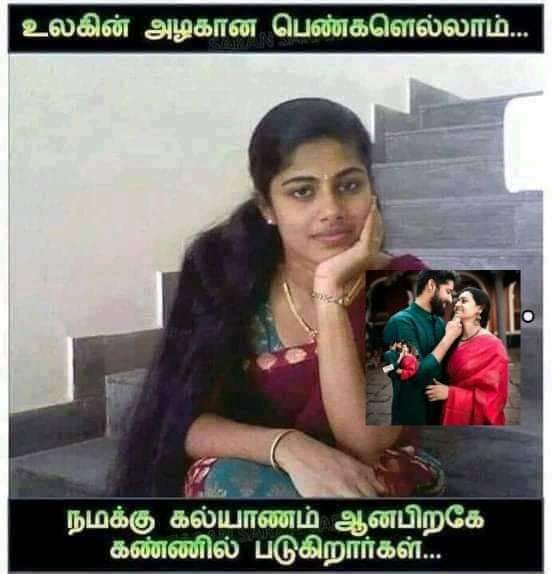 உலகின் அழகான பெண்களெல்லாம்...
நமக்கு கல்யாணம் ஆனபிறகே
கண்ணில் படுகிறார்கள்...